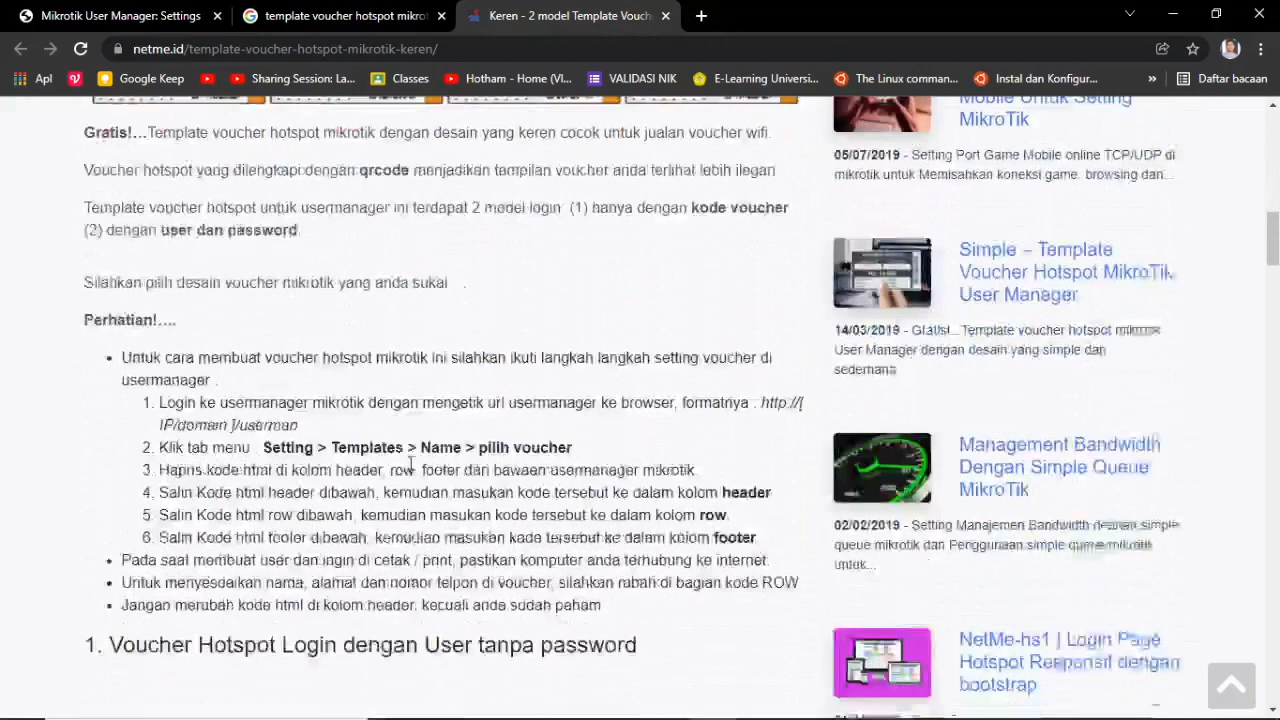 Mikrotik User Manager: Settings
template voucher hotspot mikrot
Keren - 2 model Template Vouch
netme.id/template-voucher-hotspot-mikrotik-keren/
Apl
Google Keep
Sharing Session: La...
Classes
Hotham - Home (VI...
VALIDASI NIK
E-Learning Universi...
The Linux comman...
Instal dan Konfigur...
»
Daftar bacaan
Gratis!...Template voucher hotspot mikrotik dengan desain yang keren cocok untuk jualan voucher wifi.
Voucher hotspot yang dilengkapi dengan qrcode menjadikan tampilan voucher anda terlihat lebih ilegan
Template voucher hotspot untuk usermanager ini terdapat 2 model login (1) hanya dengan kode voucher
(2) dengan user dan password.
Silahkan pilih desain voucher mikrotik yang anda sukai .
Perhatian!....
• Untuk cara membuat voucher hotspot mikrotik ini silahkan ikuti langkah langkah setting voucher di
usermanager .
1. Login ke usermanager mikrotik dengan mengetik url usermanager ke browser, formatnya : http://[
IP/domain ]/userman
2. Klik tab menu Setting > Templates > Name > pilih voucher
3. Hapus kode html di kolom header, row, footer dari bawaan usermanager mikrotik.
4. Salin Kode html header dibawah, kemudian masukan kode tersebut ke dalam kolom header
5. Salin Kode html row dibawah, kemudian masukan kode tersebut ke dalam kolom row.
6. Salin Kode html footer dibawah, kemudian masukan kode tersebut ke dalam kolom footer.
• Pada saat membuat user dan ingin di cetak / print, pastikan komputer anda terhubung ke internet.
• Untuk menyesuaikan nama, alamat dan nomor telpon di voucher, silahkan rubah di bagian kode ROW
• Jangan merubah kode html di kolom header, kecuali anda sudah paham
1. Voucher Hotspot Login dengan User tanpa password
Mobile Untuk Setting
MikroTik
05/07/2019 - Setting Port Game Mobile online TCP/UDP di
mikrotik untuk Memisahkan koneksi game, browsing dan...
Simple – Template
Voucher Hotspot MikroTik
User Manager
14/03/2019 - Gratis!... Template voucher hotspot mikrotik
User Manager dengan desain yang simple dan
sederhana
Management Bandwidth
Dengan Simple Queue
MikroTik
02/02/2019 - Setting Manajemen Bandwidth dengan simple
queue mikrotik dan Penggunaan simple queue mikrotik
untuk...
NetMe-hs1 | Login Page
Hotspot Responsif dengan
bootstrap